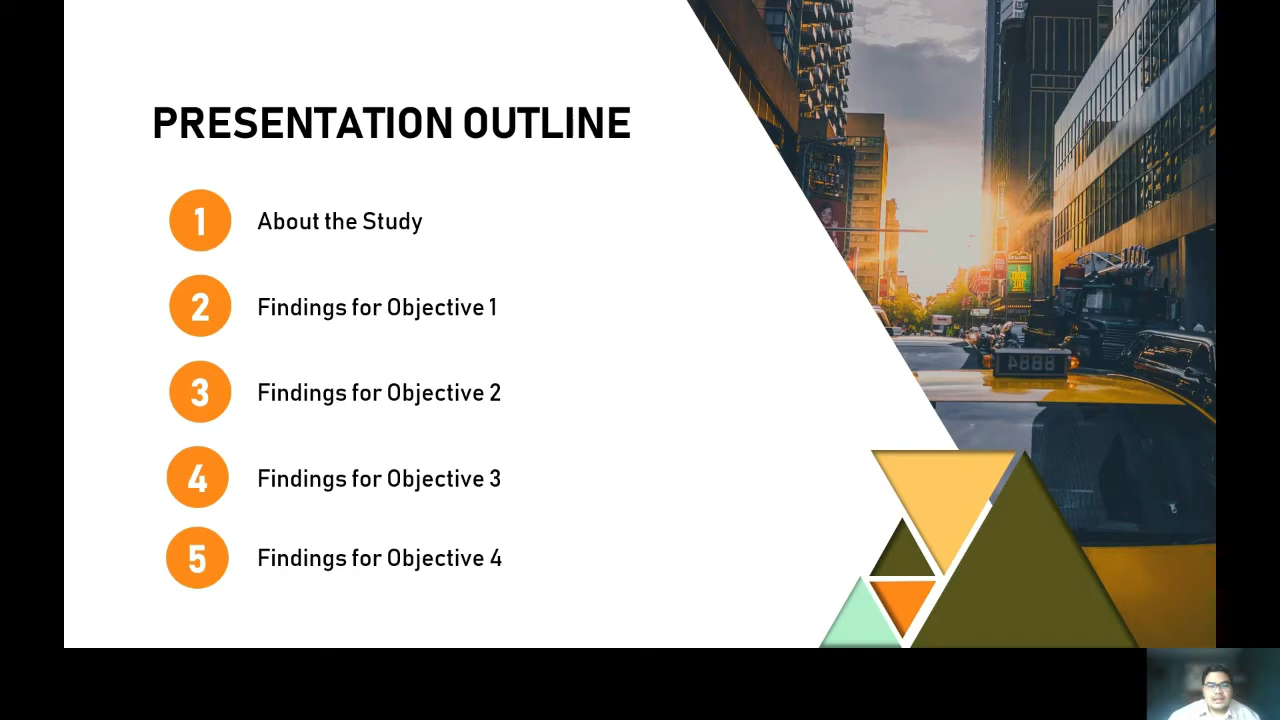 PRESENTATION OUTLINE
1 About the Study
2 Findings for Objective 1
3 Findings for Objective 2
4 Findings for Objective 3
5 Findings for Objective 4